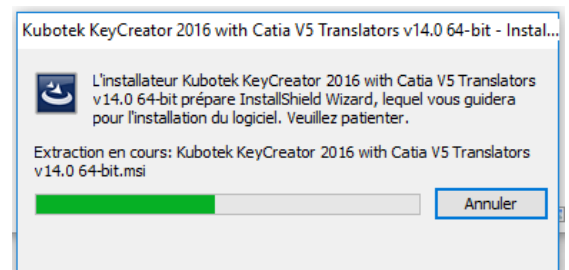 Kubotek KeyCreator 2016 with Catia V5 Translators v14.0 64-bit - Instal...
L'installateur Kubotek KeyCreator 2016 with Catia V5 Translators
v14.0 64-bit prépare InstallShield Wizard, lequel vous guidera
pour l'installation du logiciel. Veuillez patienter.
Extraction en cours: Kubotek KeyCreator 2016 with Catia V5 Translators
v14.0 64-bit.msi
Annuler